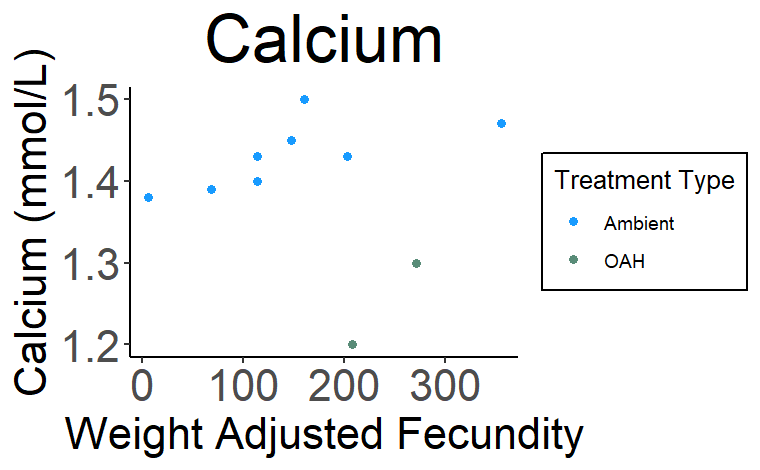 Calcium
Calcium (mmol/L)
1.5
1.4
1.3
1.2
0 100 200 300
Weight Adjusted Fecundity
Treatment Type
Ambient
OAH